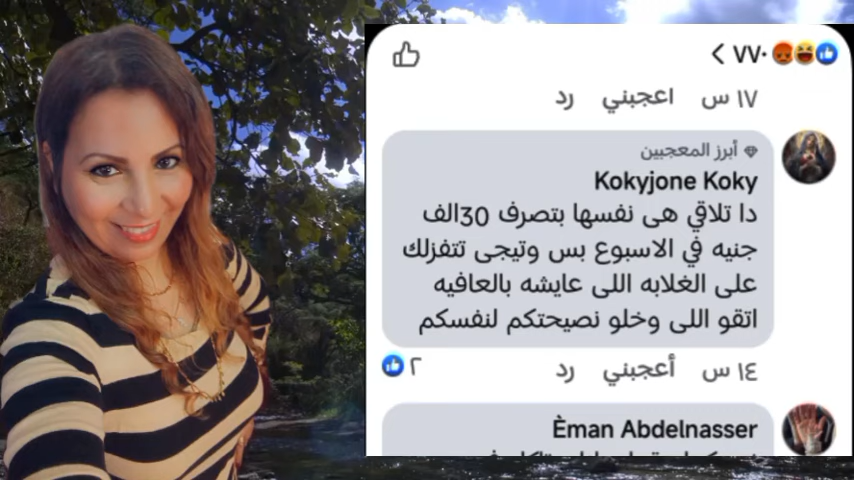 ٧٧٠
١٧ س اعجبني رد
أبرز المعجبين
Kokyjone Koky
دا تلاقي هى نفسها بتصرف 30الف
جنيه في الاسبوع بس وتيجى تتفزلك
على الغلابه اللى عايشه بالعافيه
اتقو اللى وخلو نصيحتكم لنفسكم
١٤ س أعجبني رد
٢
Èman Abdelnasser